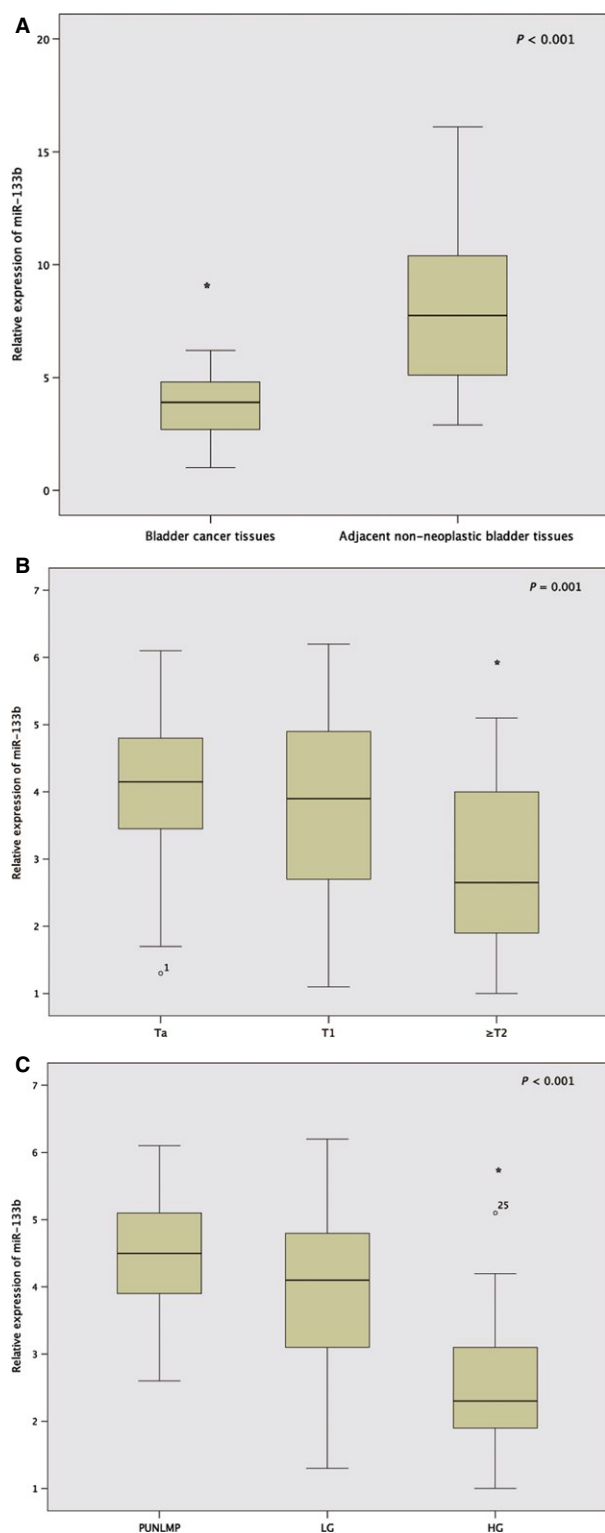 A
P < 0.001
Relative expression of miR-133b
20
15
10
5
0
*
Bladder cancer tissues
Adjacent non-neoplastic bladder tissues
B
P = 0.001
Relative expression of miR-133b
7
6
5
4
3
2
1
*
1
Ta
T1
≥T2
C
P < 0.001
Relative expression of miR-133b
7
6
5
4
3
2
1
*
25
PUNLMP
LG
HG